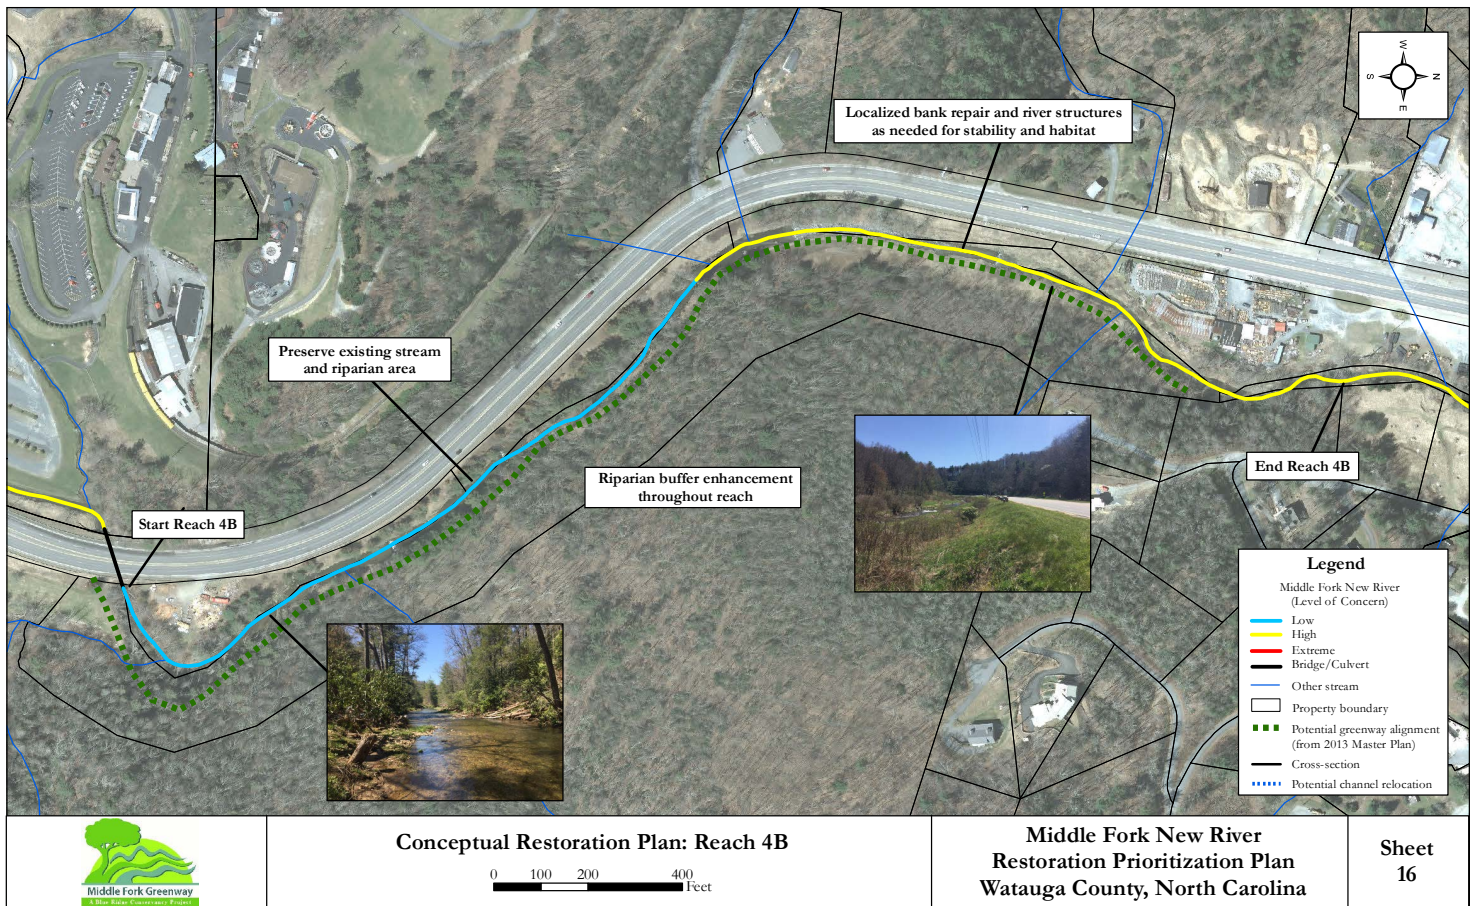 W
N
S
E
Localized bank repair and river structures
as needed for stability and habitat
Preserve existing stream
and riparian area
Riparian buffer enhancement
throughout reach
End Reach 4B
Start Reach 4B
Legend
Middle Fork New River
(Level of Concern)
Low
High
Extreme
Bridge/Culvert
Other stream
Property boundary
Potential greenway alignment
(from 2013 Master Plan)
Cross-section
Potential channel relocation
Middle Fork Greenway
A Blue Ridge Conservancy Project
Conceptual Restoration Plan: Reach 4B
0 100 200 400
Feet
Middle Fork New River
Restoration Prioritization Plan
Watauga County, North Carolina
Sheet
16